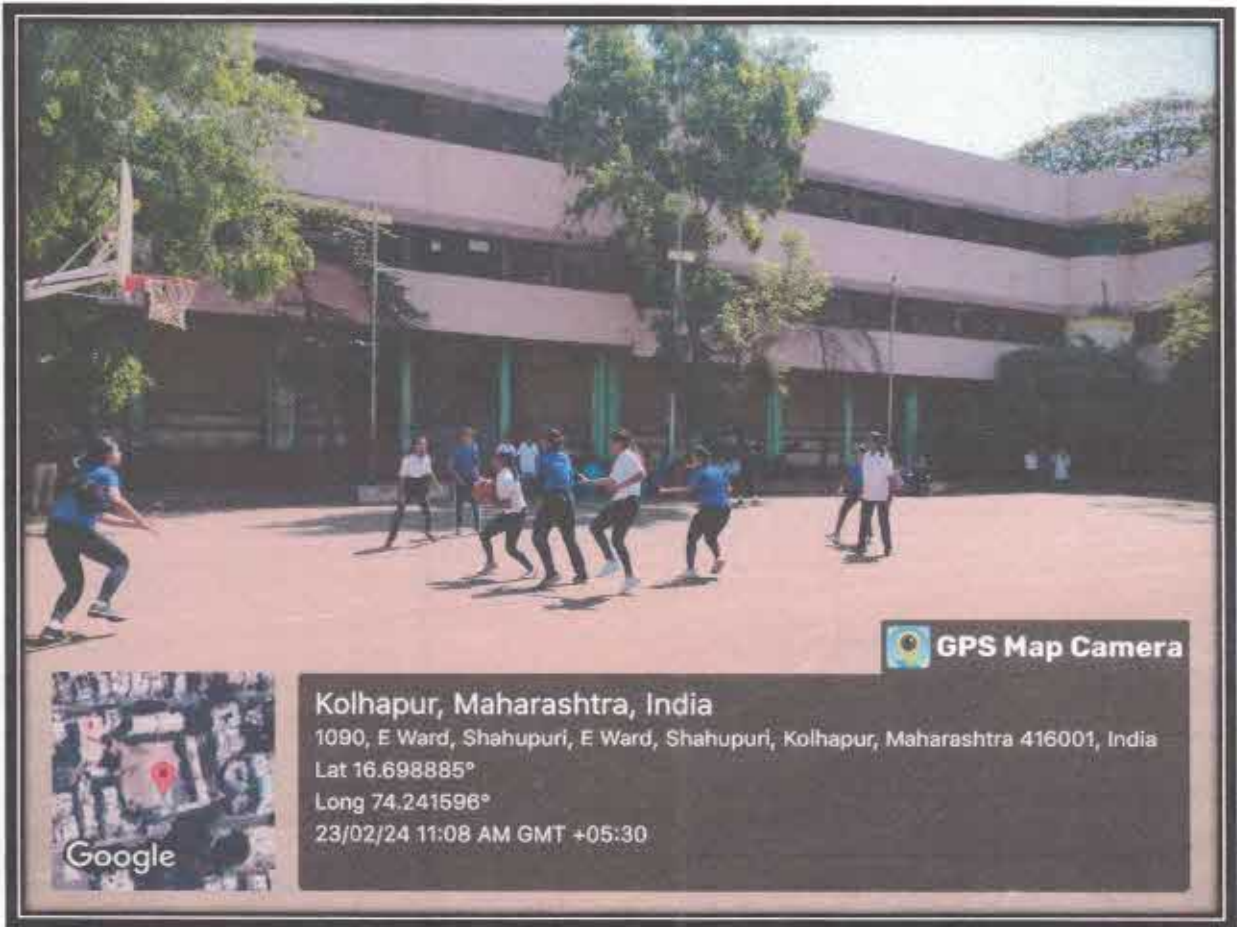 GPS Map Camera
Kolhapur, Maharashtra, India
1090, E Ward, Shahupuri, E Ward, Shahupuri, Kolhapur, Maharashtra 416001, India
Lat 16.698885°
Long 74.241596°
23/02/24 11:08 AM GMT +05:30
Google